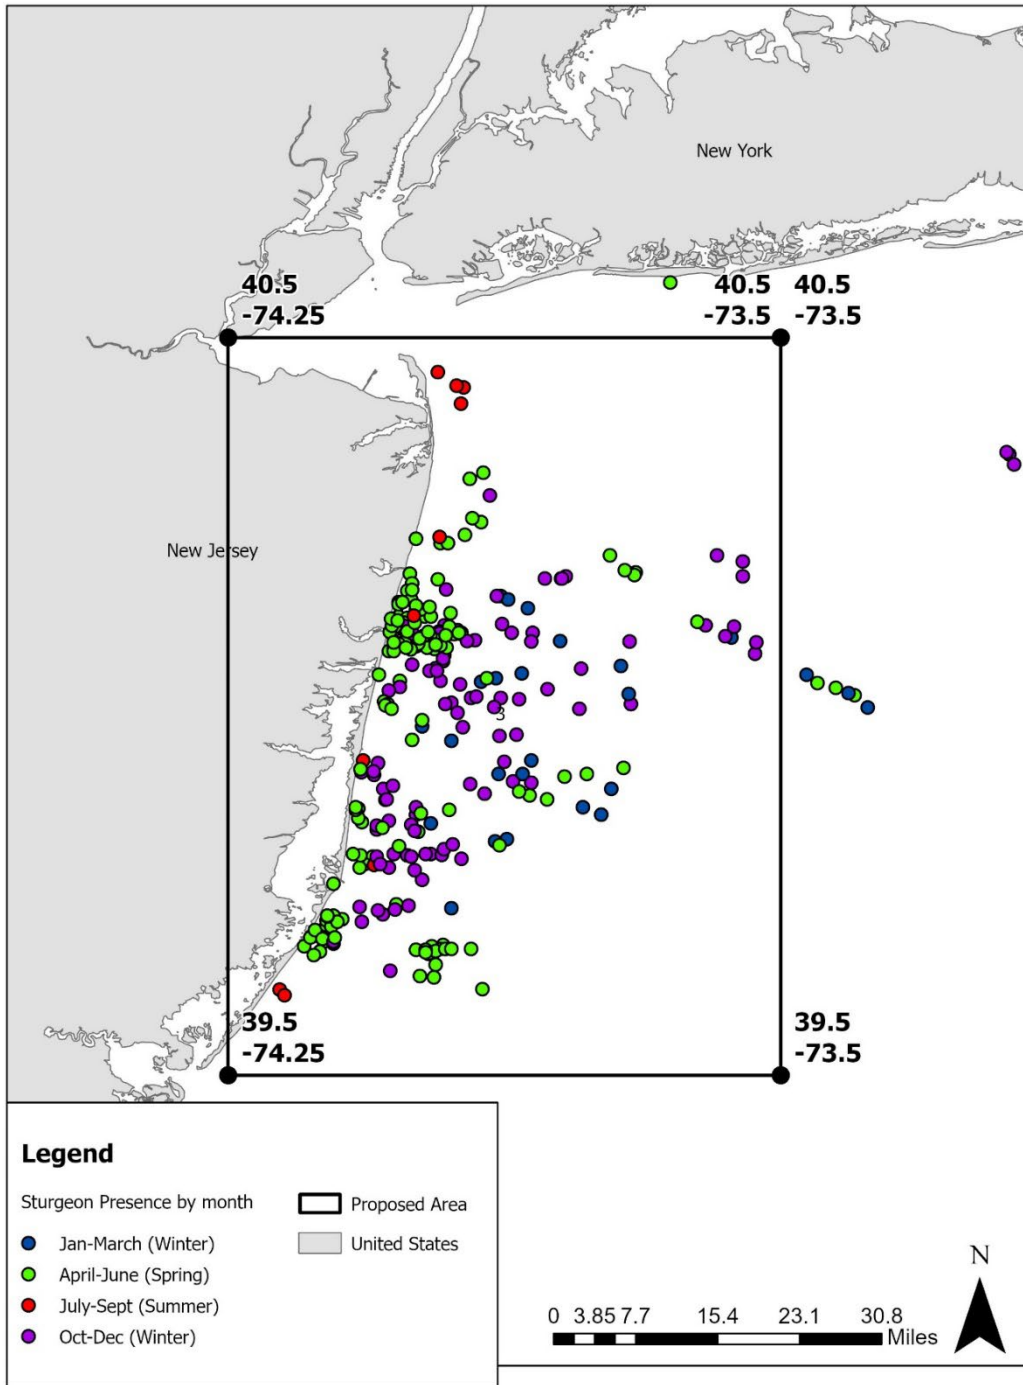 New York
40.5
-74.25
40.5
-73.5
40.5
-73.5
New Jersey
3
39.5
-74.25
39.5
-73.5
Legend
Sturgeon Presence by month
Jan-March (Winter)
April-June (Spring)
July-Sept (Summer)
Oct-Dec (Winter)
Proposed Area
United States
N
0 3.85 7.7 15.4 23.1 30.8
Miles